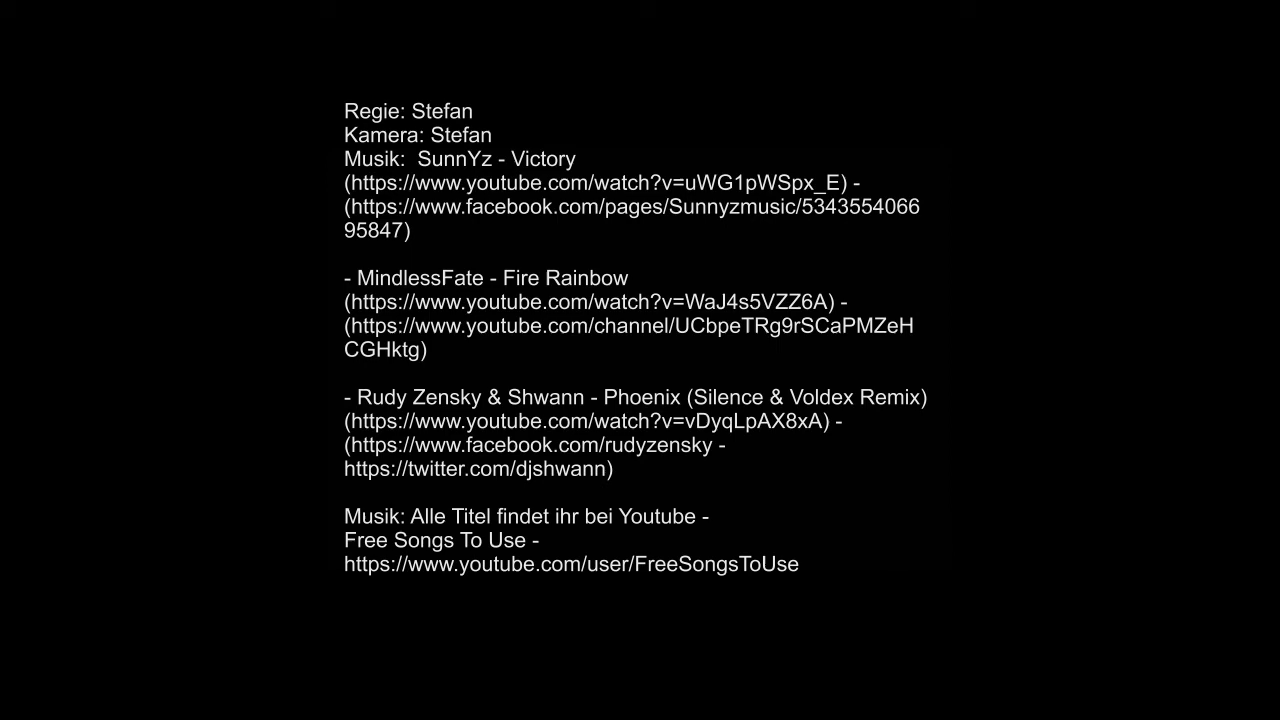 Regie: Stefan
Kamera: Stefan
Musik:  SunnYz - Victory
(https://www.youtube.com/watch?v=uWG1pWSpx_E) -
(https://www.facebook.com/pages/Sunnyzmusic/5343554066
95847)
- MindlessFate - Fire Rainbow
(https://www.youtube.com/watch?v=WaJ4s5VZZ6A) -
(https://www.youtube.com/channel/UCbpeTRg9rSCaPMZeH
CGHktg)
- Rudy Zensky & Shwann - Phoenix (Silence & Voldex Remix)
(https://www.youtube.com/watch?v=vDyqLpAX8xA) -
(https://www.facebook.com/rudyzensky -
https://twitter.com/djshwann)
Musik: Alle Titel findet ihr bei Youtube -
Free Songs To Use -
https://www.youtube.com/user/FreeSongsToUse